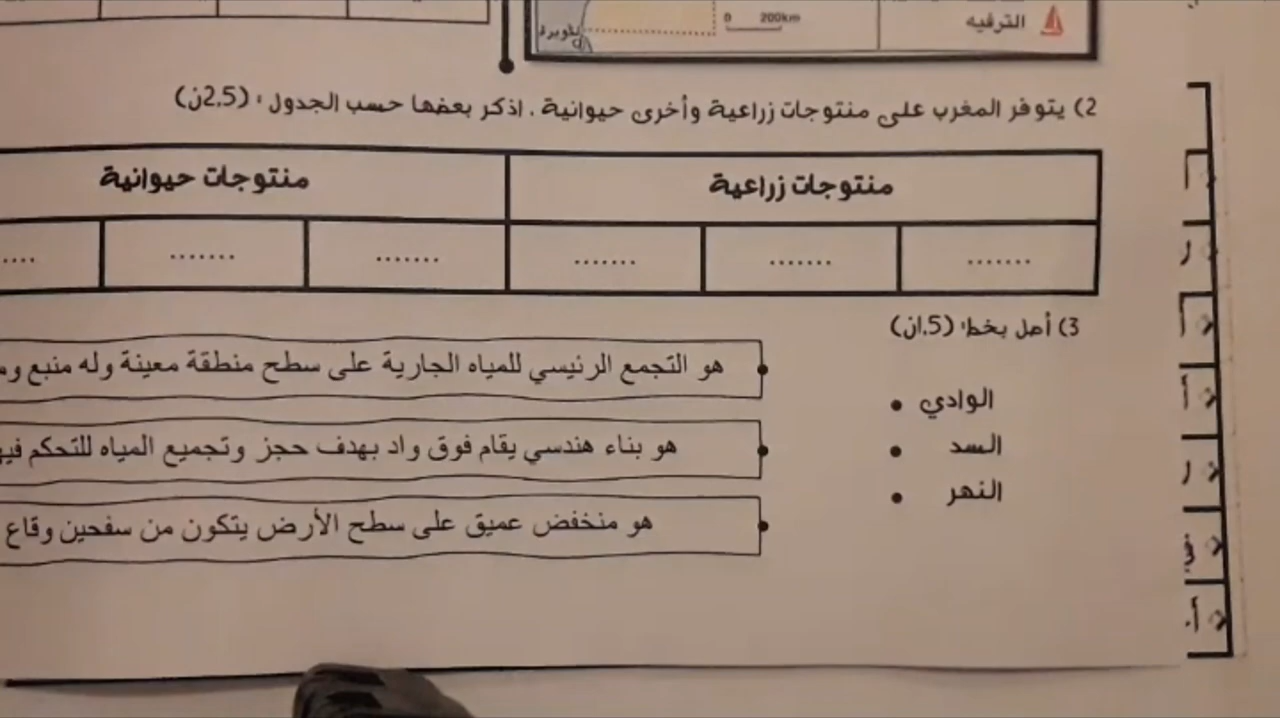 الترفيه
0 200km
2) يتوفر المغرب على منتوجات زراعية وأخرى حيوانية . اذكر بعضها حسب الجدول : (2,5ن)
منتوجات زراعية منتوجات حيوانية
....... ....... ....... ....... ....... ....
3) أصل بخط: (1,5ن)
الوادي •
السد •
النهر •
هو التجمع الرئيسي للمياه الجارية على سطح منطقة معينة وله منبع
هو بناء هندسي يقام فوق واد بهدف حجز وتجميع المياه للتحكم
هو منخفض عميق على سطح الأرض يتكون من سفحين وقاع